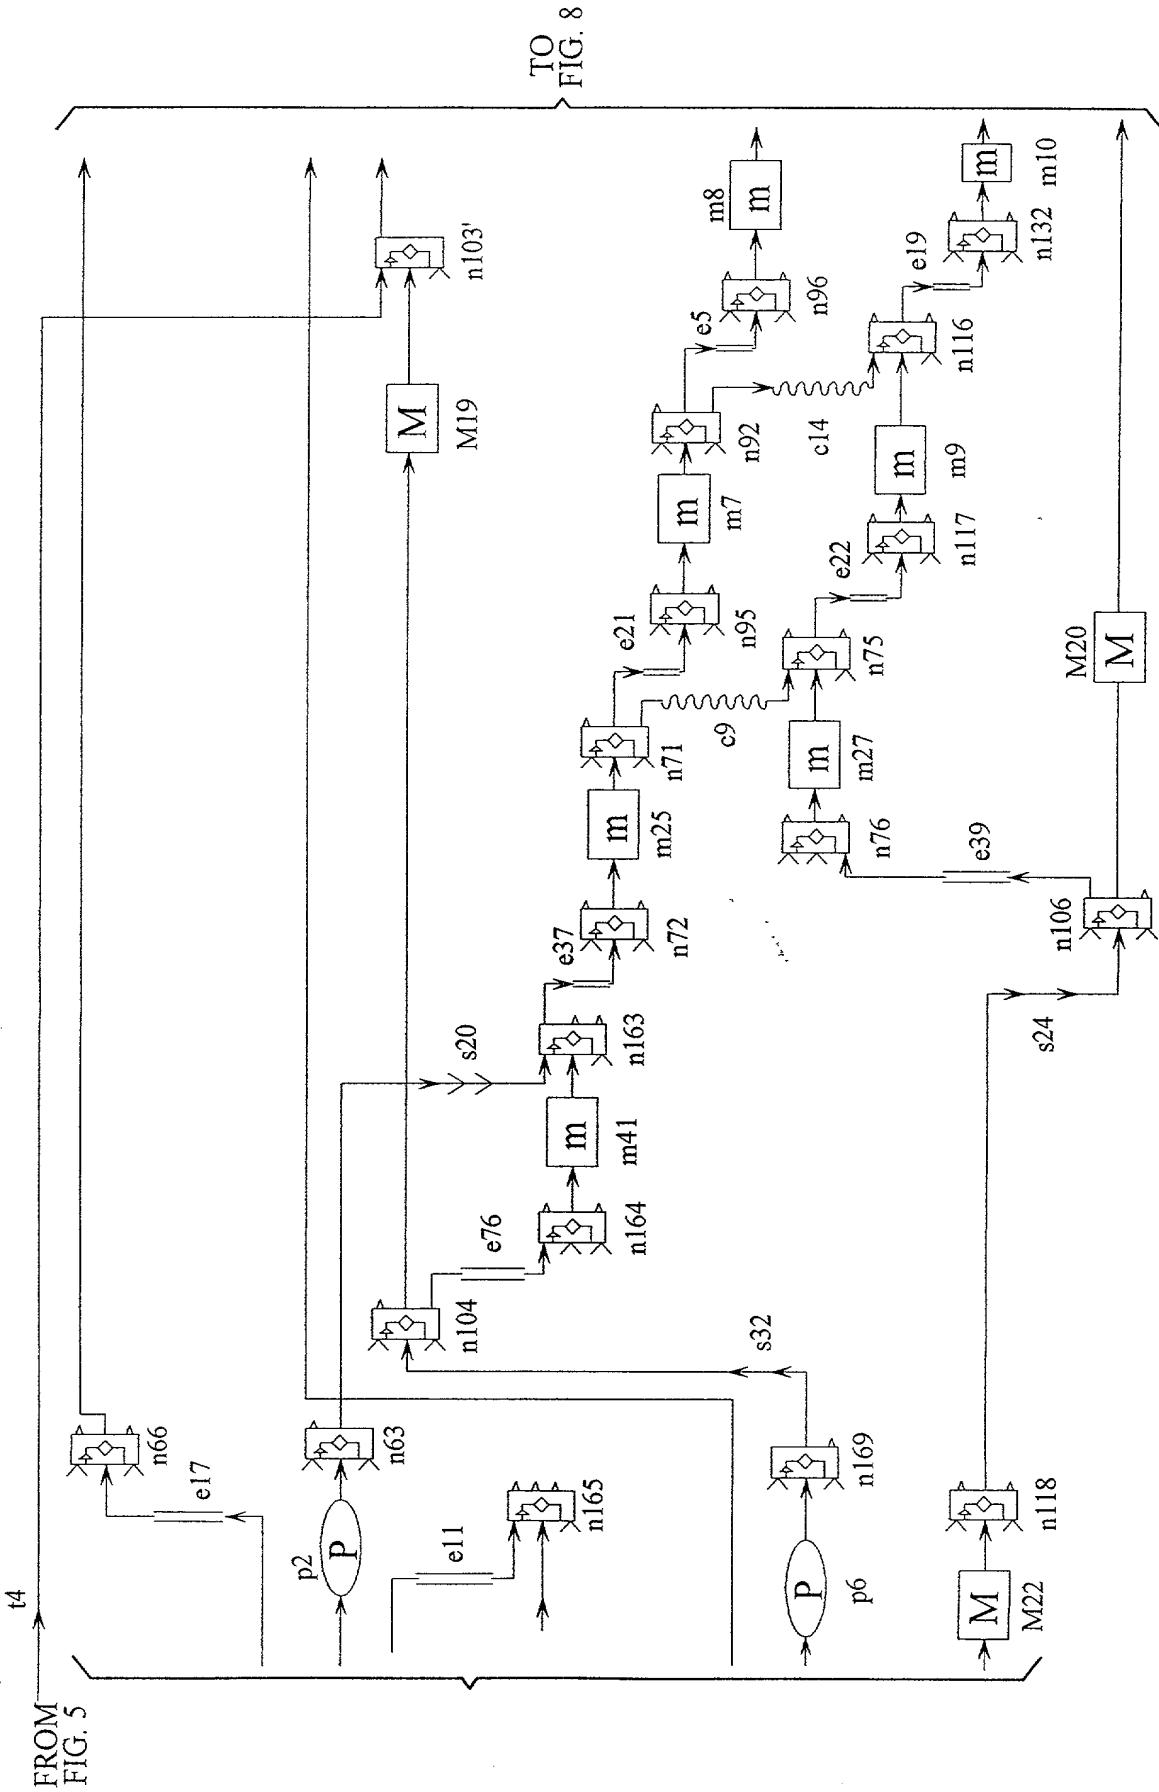 FROM
FIG. 5
t4
TO
FIG. 8
n66
e17
p2
P
n63
e11
n165
p6
P
n169
s32
M22
M
n118
s24
n104
e76
n164
m41
m
s20
n163
e37
n72
m25
m
n71
c9
e21
n95
m7
m
n92
c14
e5
n96
m8
m
M19
M
n103'
n106
e39
n76
m27
m
n75
e22
n117
m9
m
n116
e19
n132
m10
m
M20
M